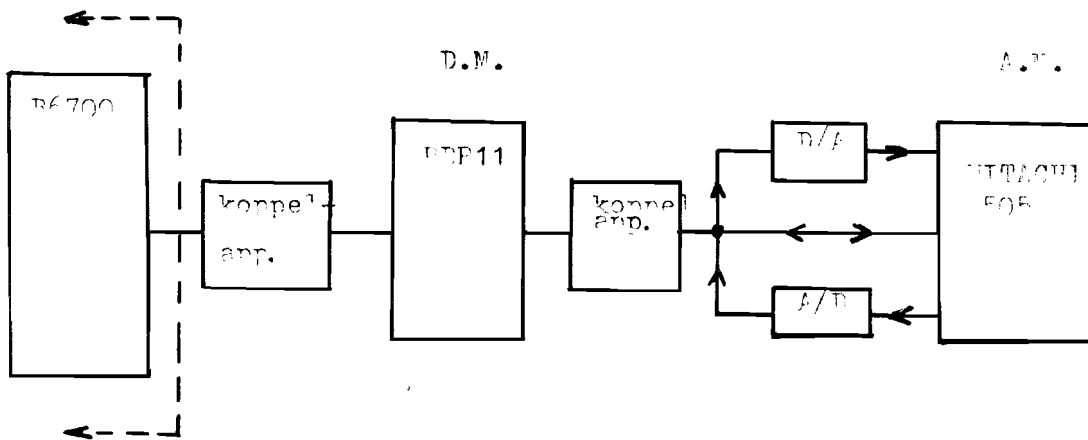 D.M.
A.M.
B6700
PDP11
D/A
HITACHI
505
koppel-
app.
koppel
app.
A/D